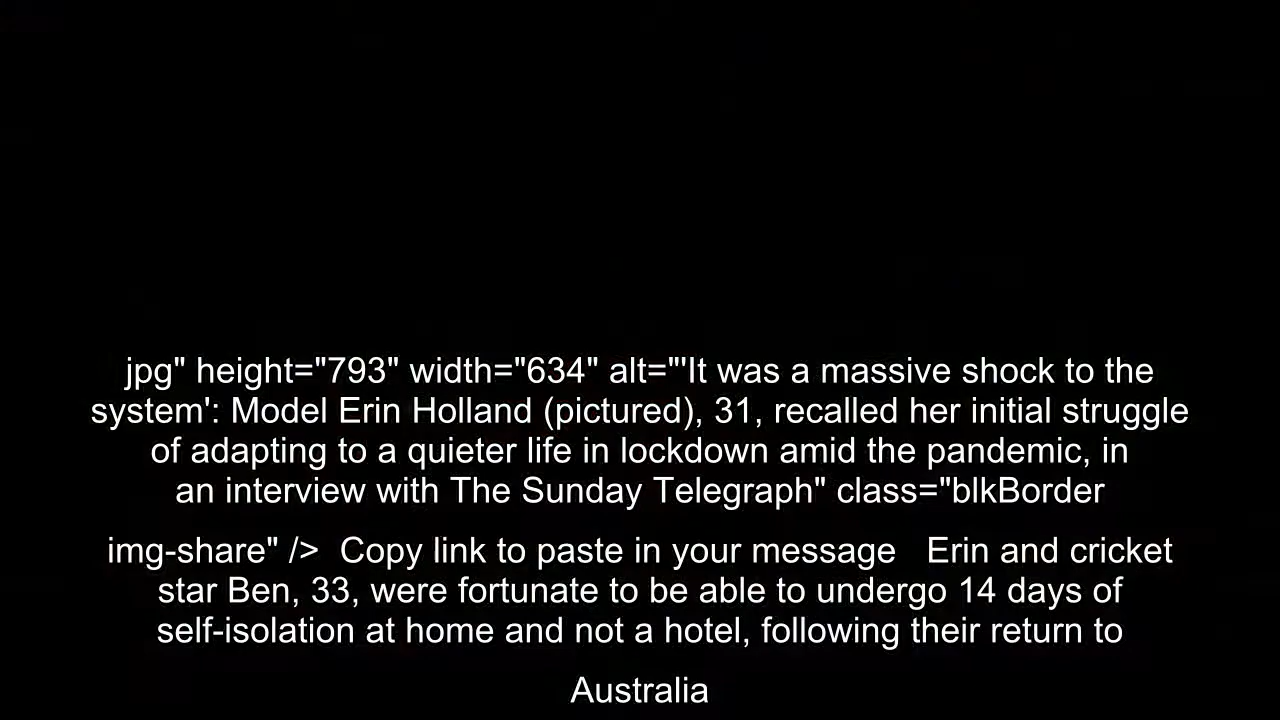 jpg" height="793" width="634" alt="'It was a massive shock to the
system': Model Erin Holland (pictured), 31, recalled her initial struggle
of adapting to a quieter life in lockdown amid the pandemic, in
an interview with The Sunday Telegraph" class="blkBorder
img-share" />  Copy link to paste in your message   Erin and cricket
star Ben, 33, were fortunate to be able to undergo 14 days of
self-isolation at home and not a hotel, following their return to
Australia